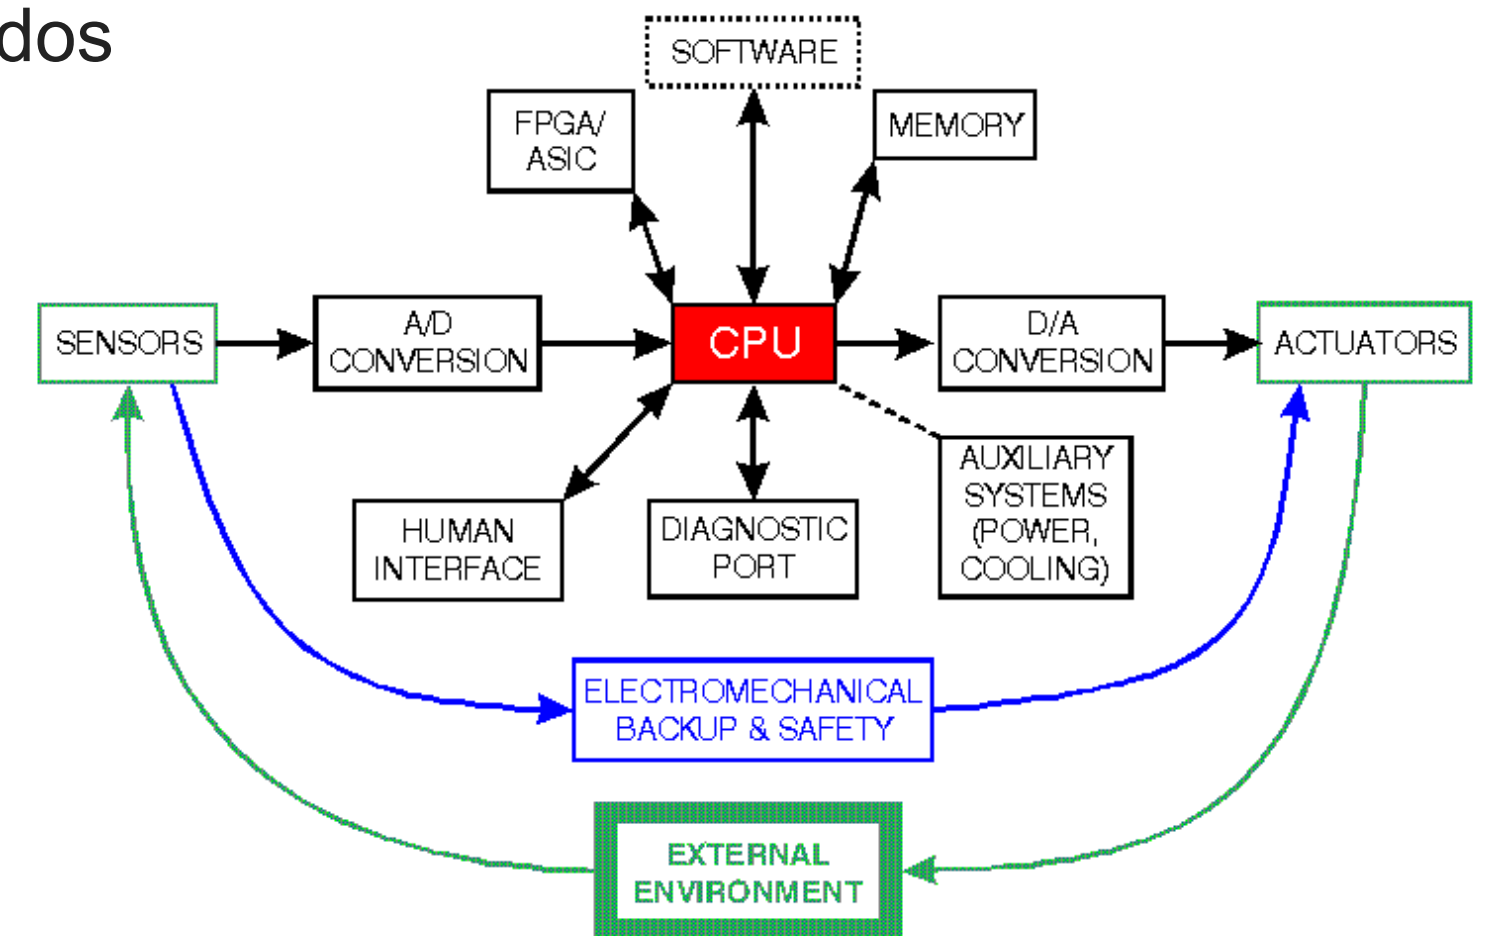 dos
SOFTWARE
FPGA/
ASIC
MEMORY
SENSORS
A/D
CONVERSION
CPU
D/A
CONVERSION
ACTUATORS
HUMAN
INTERFACE
DIAGNOSTIC
PORT
AUXILIARY
SYSTEMS
(POWER,
COOLING)
ELECTROMECHANICAL
BACKUP & SAFETY
EXTERNAL
ENVIRONMENT